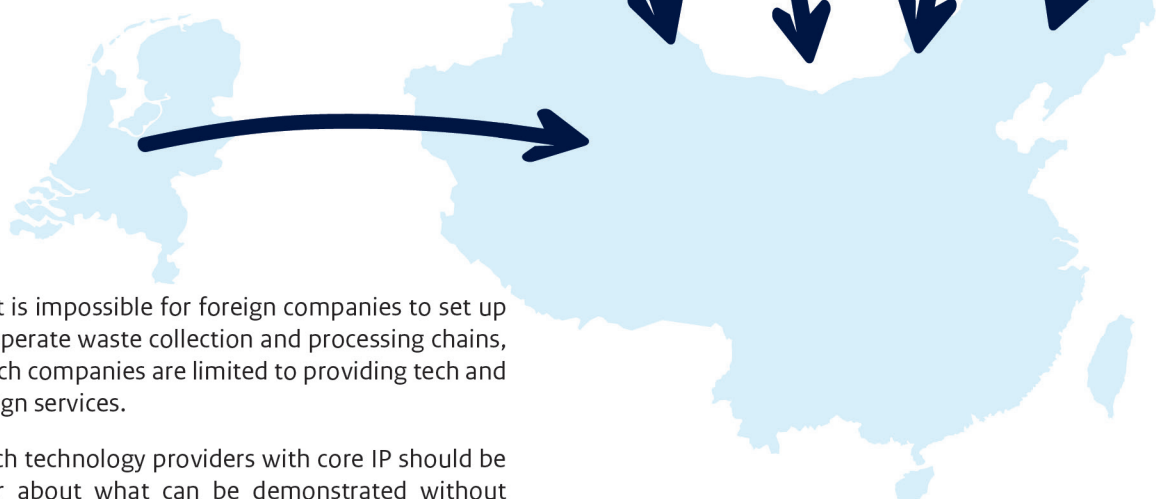 t is impossible for foreign companies to set up
perate waste collection and processing chains,
ch companies are limited to providing tech and
gn services.
ch technology providers with core IP should be
r about what can be demonstrated without